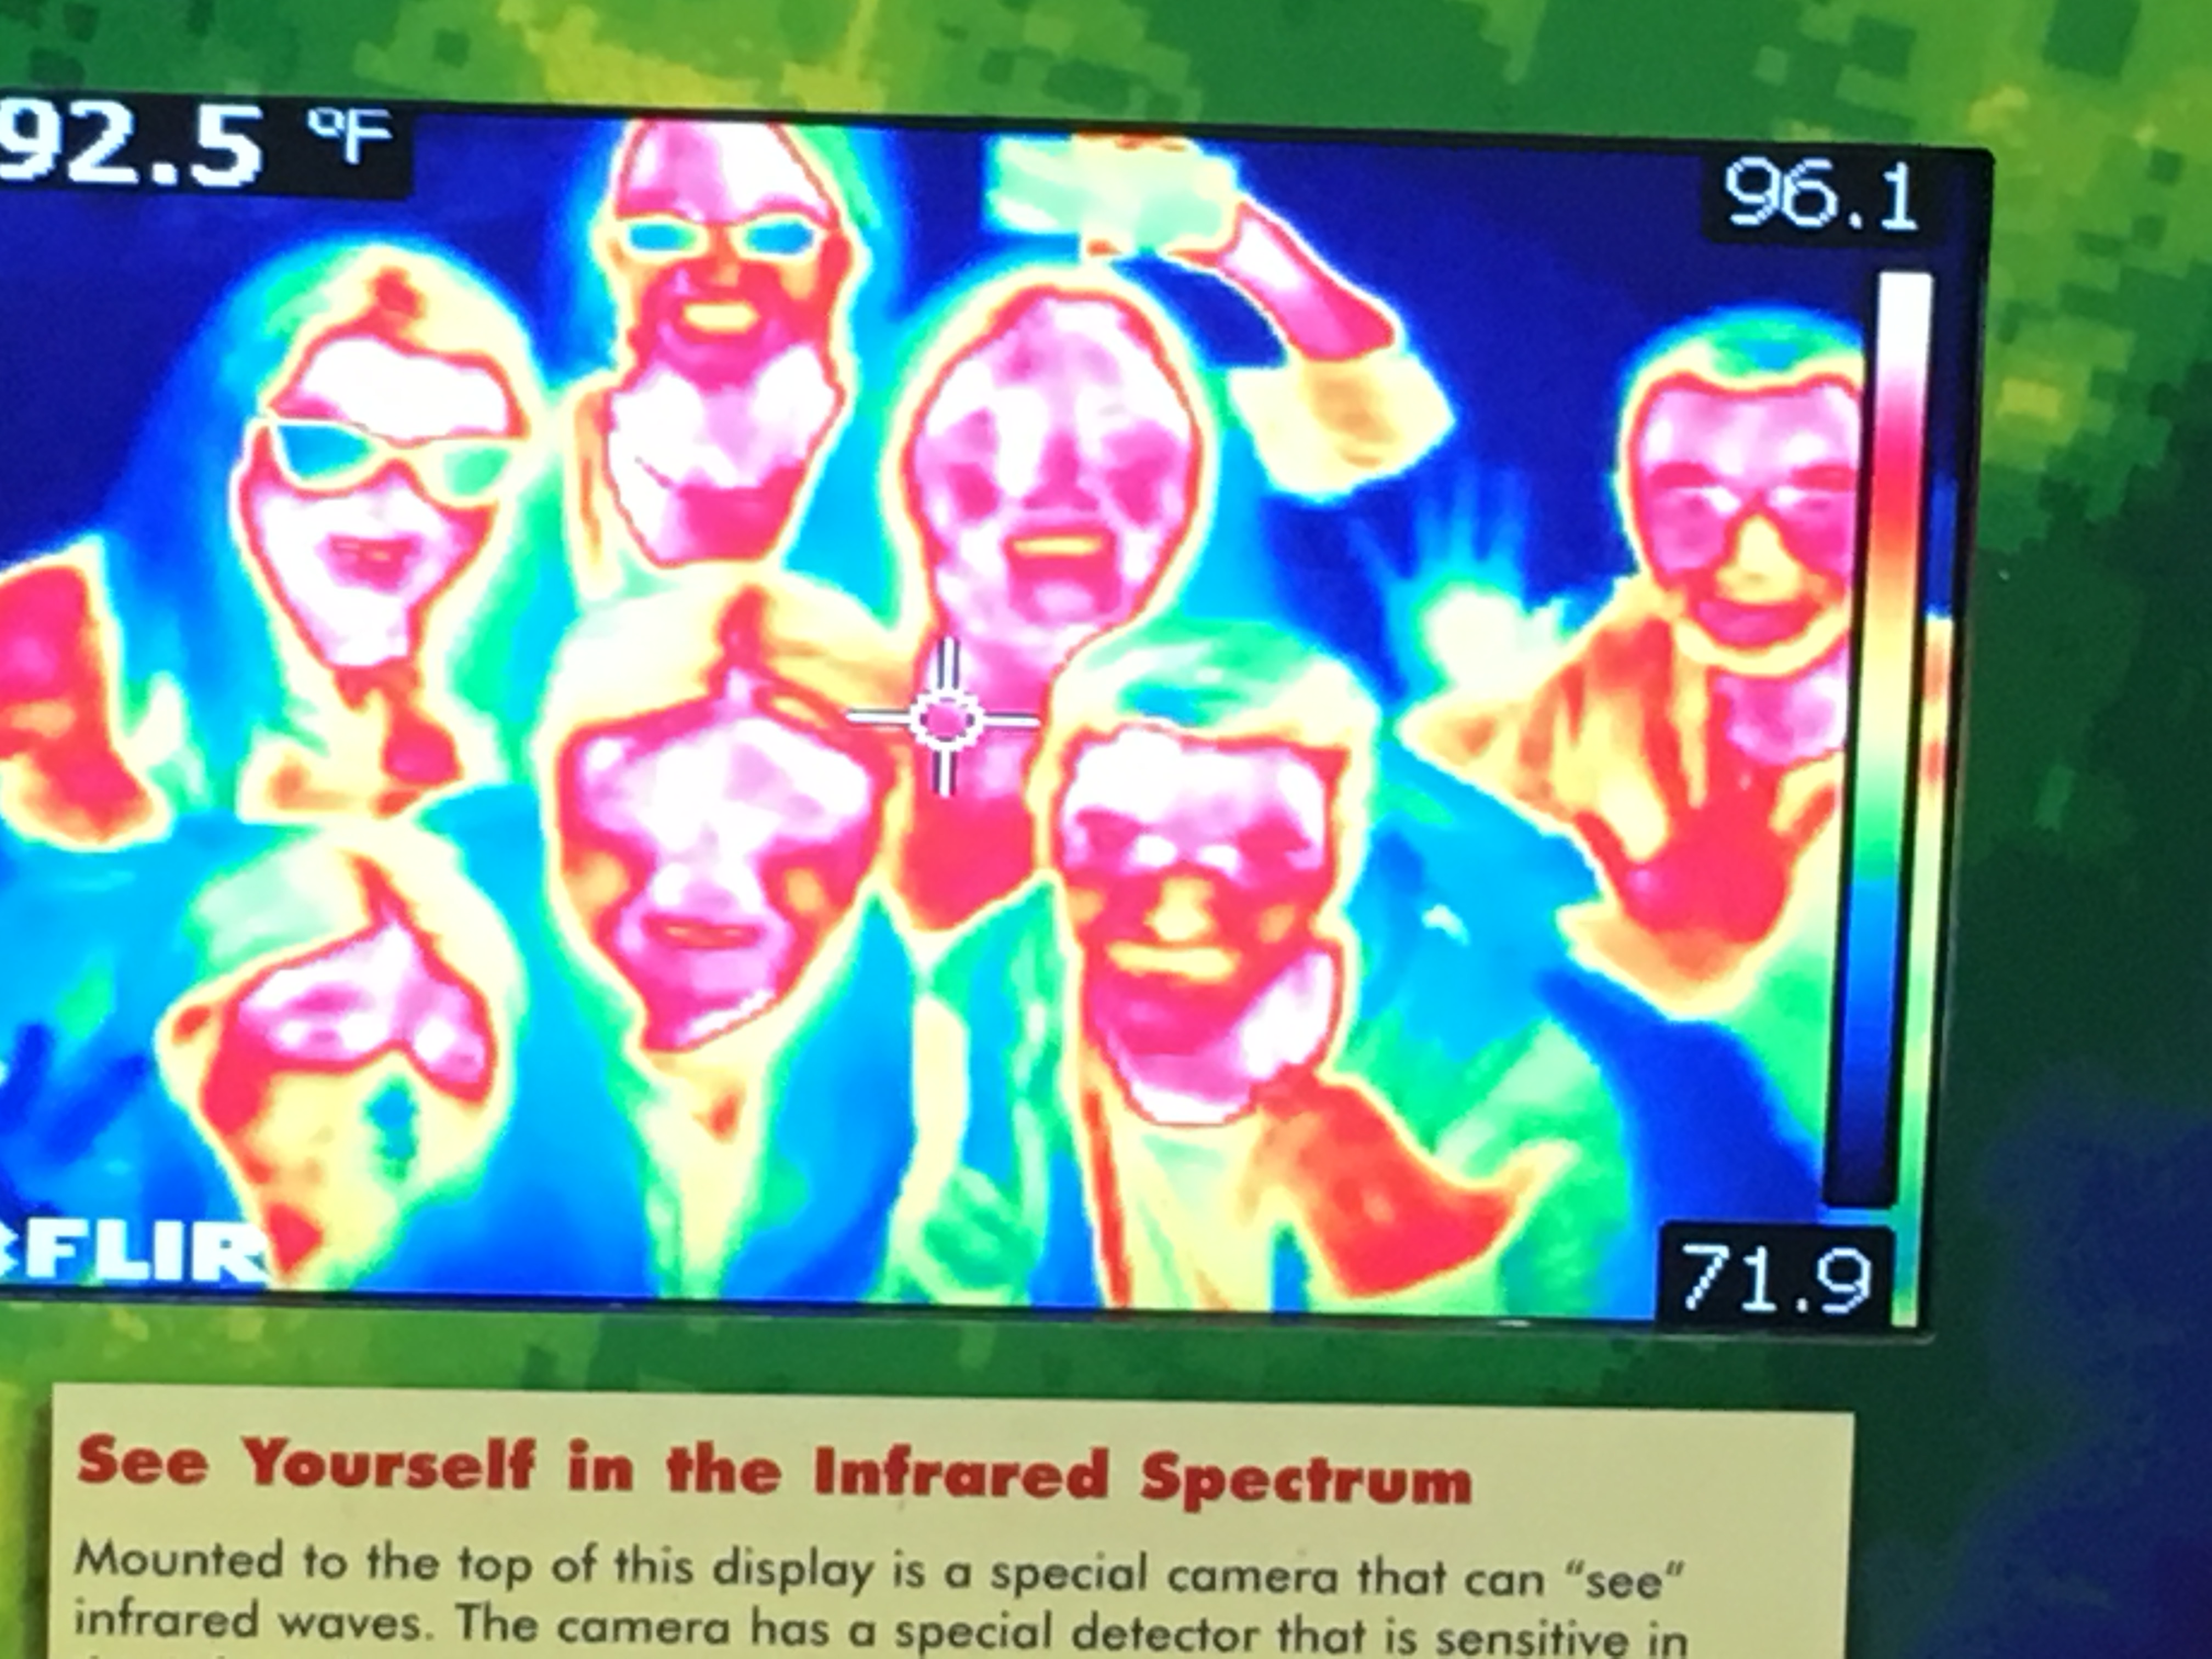 92.5 °F
96.1
FLIR
71.9
See Yourself in the Infrared Spectrum
Mounted to the top of this display is a special camera that can “see”
infrared waves. The camera has a special detector that is sensitive in